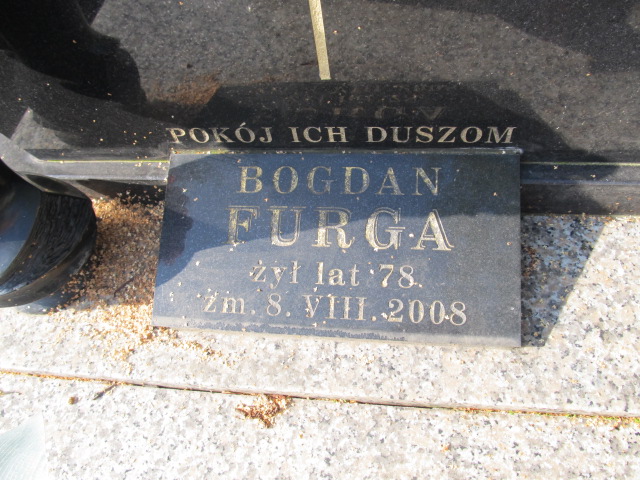 POKÓJ ICH DUSZOM
BOGDAN
FURGA
żył lat 78.
zm. 8. VIII. 2008